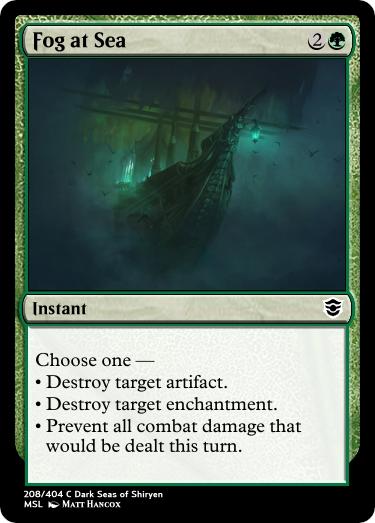 Fog at Sea 2
Instant
Choose one —
• Destroy target artifact.
• Destroy target enchantment.
• Prevent all combat damage that
would be dealt this turn.
208/404 C Dark Seas of Shiryen
MSL Matt Hancox